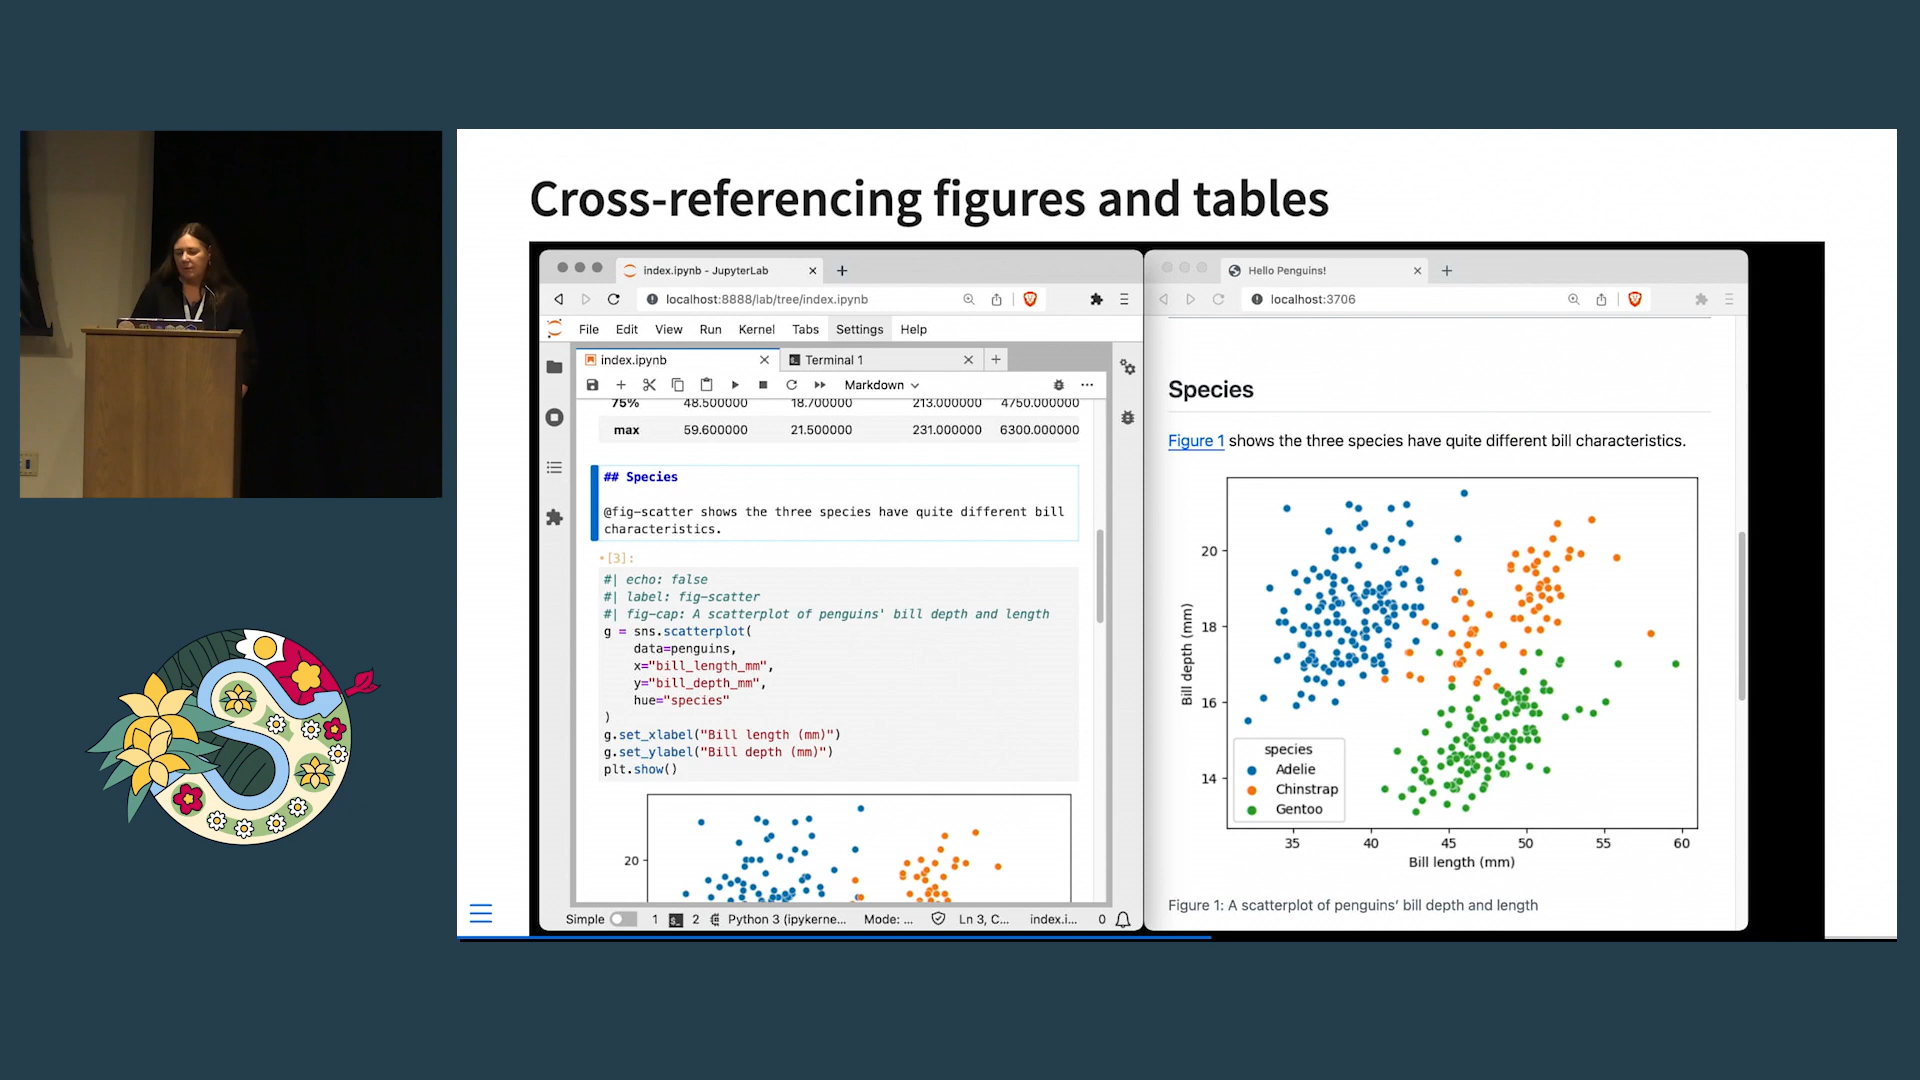 Cross-referencing figures and tables
index.ipynb - JupyterLab
localhost:8888/lab/tree/index.ipynb
File Edit View Run Kernel Tabs Settings Help
index.ipynb
Terminal 1
Markdown
75% 48.500000 18.700000 213.000000 4750.000000
max 59.600000 21.500000 231.000000 6300.000000
## Species
@fig-scatter shows the three species have quite different bill
characteristics.
[3]:
#| echo: false
#| label: fig-scatter
#| fig-cap: A scatterplot of penguins' bill depth and length
g = sns.scatterplot(
data=penguins,
x="bill_length_mm",
y="bill_depth_mm",
hue="species"
)
g.set_xlabel("Bill length (mm)")
g.set_ylabel("Bill depth (mm)")
plt.show()
20
Simple 1 2 Python 3 (ipykerne... Mode: ... Ln 3, C... index.i... 0
Hello Penguins!
localhost:3706
Species
Figure 1 shows the three species have quite different bill characteristics.
20
18
16
14
Bill depth (mm)
species
Adelie
Chinstrap
Gentoo
35 40 45 50 55 60
Bill length (mm)
Figure 1: A scatterplot of penguins’ bill depth and length